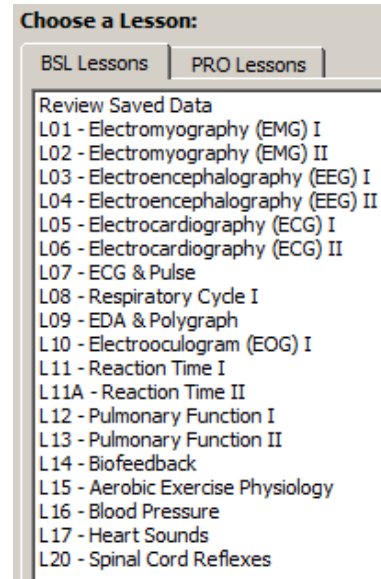 Choose a Lesson:
BSL Lessons PRO Lessons
Review Saved Data
L01 - Electromyography (EMG) I
L02 - Electromyography (EMG) II
L03 - Electroencephalography (EEG) I
L04 - Electroencephalography (EEG) II
L05 - Electrocardiography (ECG) I
L06 - Electrocardiography (ECG) II
L07 - ECG & Pulse
L08 - Respiratory Cycle I
L09 - EDA & Polygraph
L10 - Electrooculogram (EOG) I
L11 - Reaction Time I
L11A - Reaction Time II
L12 - Pulmonary Function I
L13 - Pulmonary Function II
L14 - Biofeedback
L15 - Aerobic Exercise Physiology
L16 - Blood Pressure
L17 - Heart Sounds
L20 - Spinal Cord Reflexes